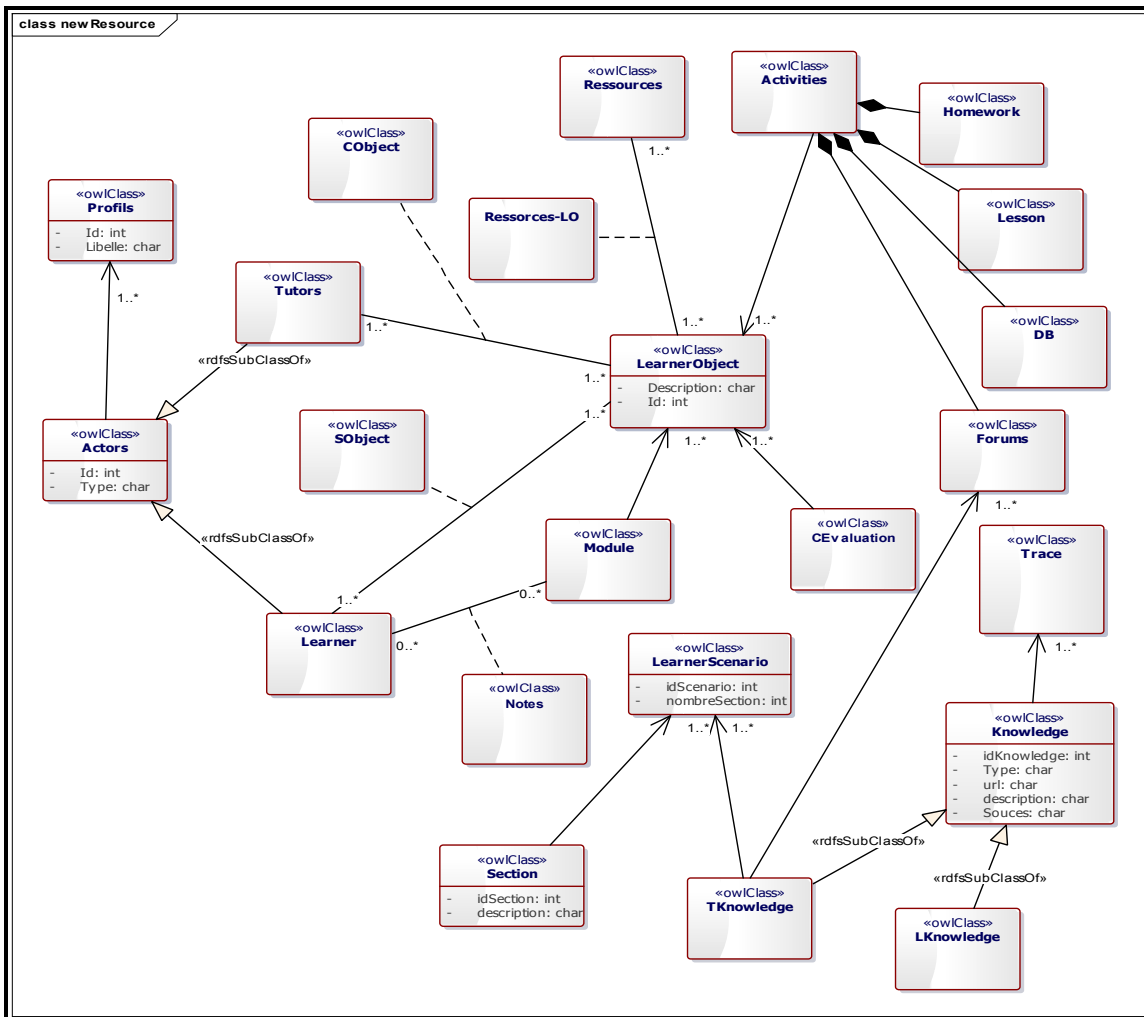 class newResource
«owlClass»
Ressources
«owlClass»
Activities
«owlClass»
Homework
«owlClass»
CObject
«owlClass»
Profils
- Id: int
- Libelle: char
Ressorces-LO
«owlClass»
Lesson
1..*
1..*
«owlClass»
Tutors
1..*
«owlClass»
DB
1..*
1..*
«owlClass»
LearnerObject
- Description: char
- Id: int
1..*
1..*
1..*
1..*
«rdfsSubClassOf»
«owlClass»
Actors
- Id: int
- Type: char
«owlClass»
SObject
«owlClass»
Forums
1..*
«owlClass»
Module
«owlClass»
CEvaluation
«owlClass»
Trace
1..*
«rdfsSubClassOf»
1..*
0..*
0..*
«owlClass»
Learner
«owlClass»
LearnerScenario
- idScenario: int
- nombreSection: int
1..*
1..*
«owlClass»
Notes
«owlClass»
Knowledge
- idKnowledge: int
- Type: char
- url: char
- description: char
- Souces: char
«rdfsSubClassOf»
«rdfsSubClassOf»
«owlClass»
Section
- idSection: int
- description: char
«owlClass»
TKnowledge
«owlClass»
LKnowledge